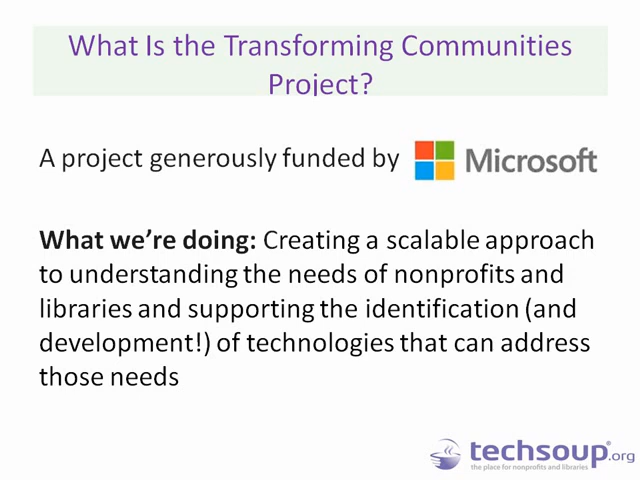 What Is the Transforming Communities
Project?
A project generously funded by Microsoft
What we’re doing: Creating a scalable approach
to understanding the needs of nonprofits and
libraries and supporting the identification (and
development!) of technologies that can address
those needs
techsoup®.org
the place for nonprofits and libraries